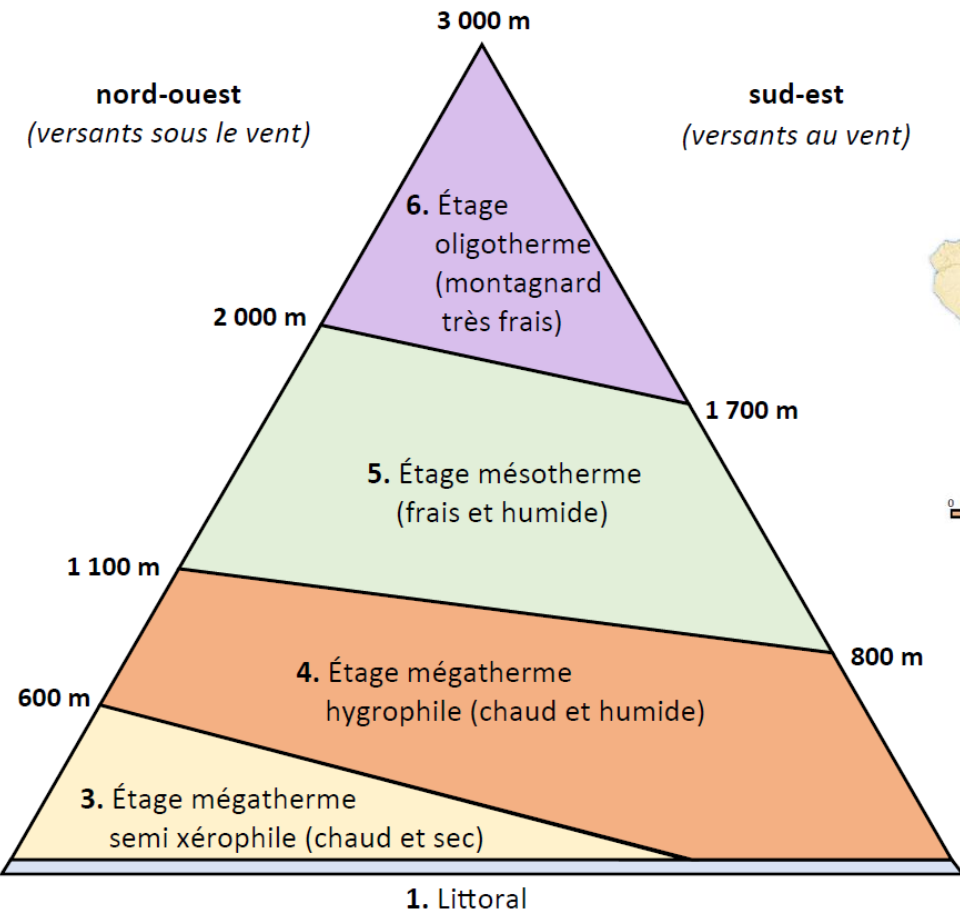 3 000 m
nord-ouest
(versants sous le vent)
sud-est
(versants au vent)
6. Étage
oligotherme
(montagnard
très frais)
2 000 m
1 700 m
5. Étage mésotherme
(frais et humide)
0
1 100 m
800 m
4. Étage mégatherme
hygrophile (chaud et humide)
600 m
3. Étage mégatherme
semi xérophile (chaud et sec)
1. Littoral